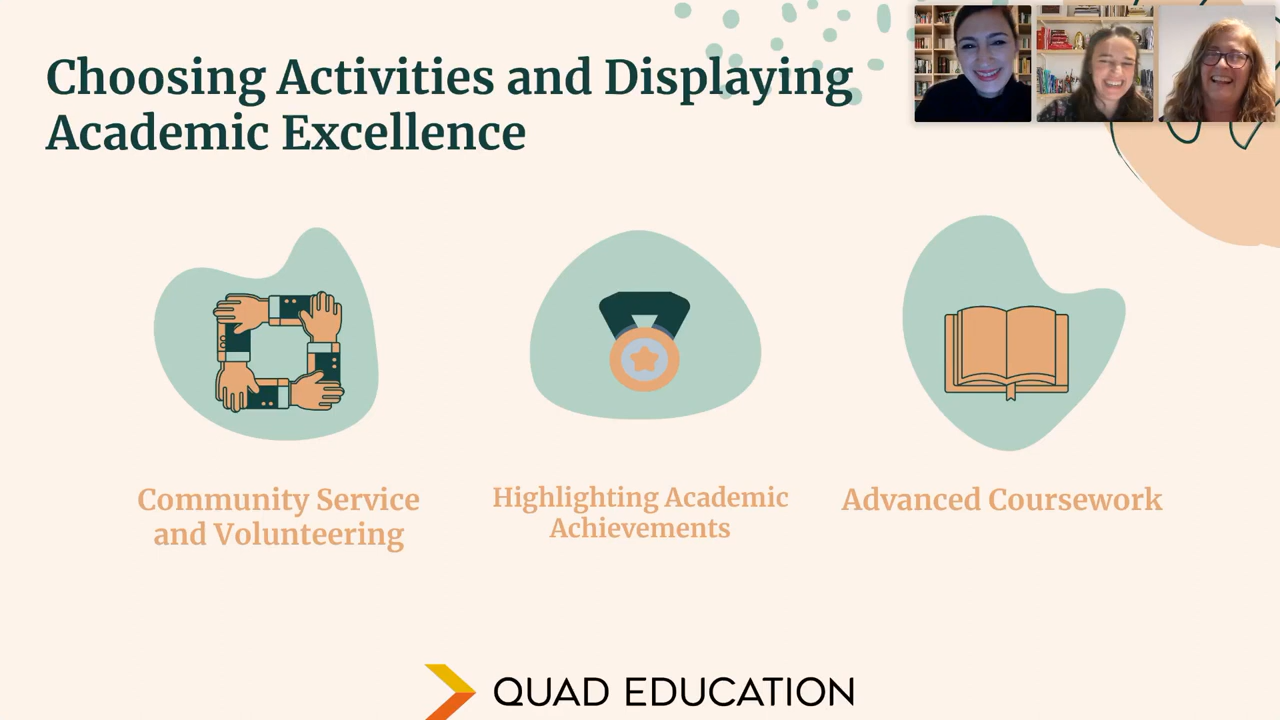 Choosing Activities and Displaying
Academic Excellence
Community Service
and Volunteering
Highlighting Academic
Achievements
Advanced Coursework
QUAD EDUCATION